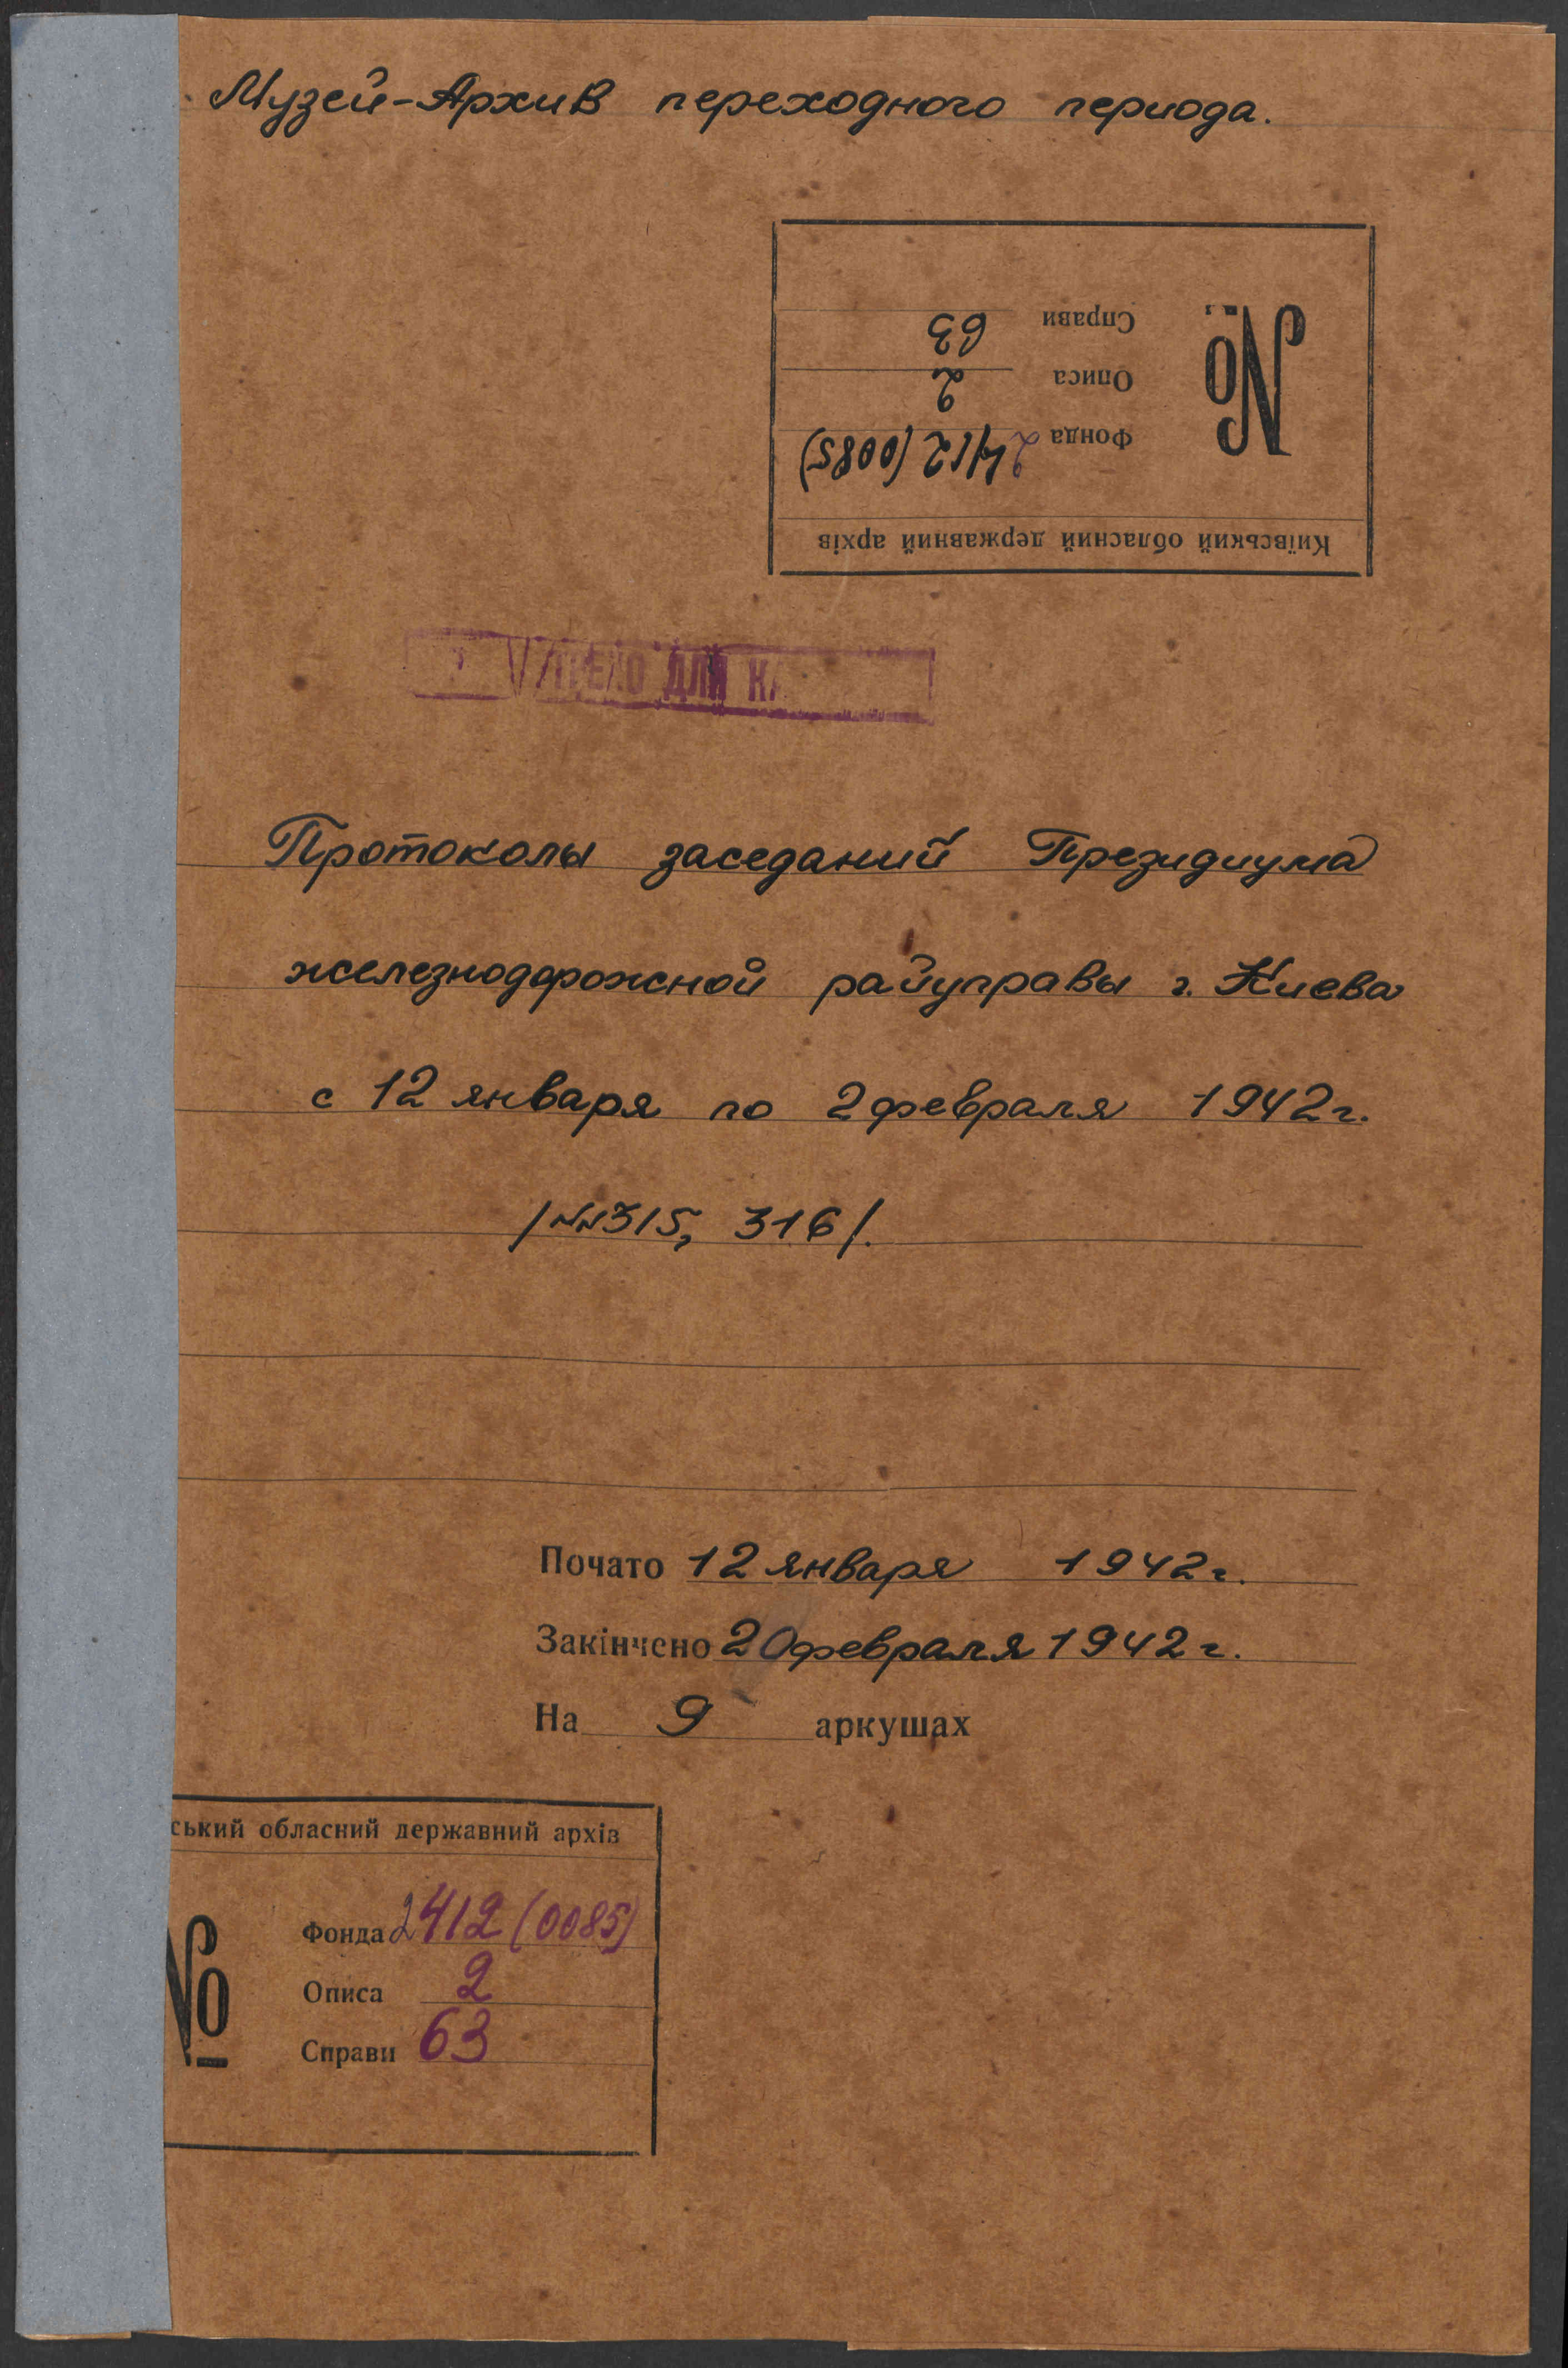 Музей-Архив переходного периода.
№
Справи 63
Описа 2
Фонда 2412 (0085)
Київський обласний державний архів
ДЛЯ
Протоколы заседаний Президиума
железнодорожной райуправы г. Киева
с 12 января по 2 февраля 1942 г.
/№№315, 316/.
Почато 12 января 1942 г.
Закінчено 20 февраля 1942 г.
На 9 аркушах
ський обласний державний архів
№
Фонда 2412 (0085)
Описа 2
Справи 63